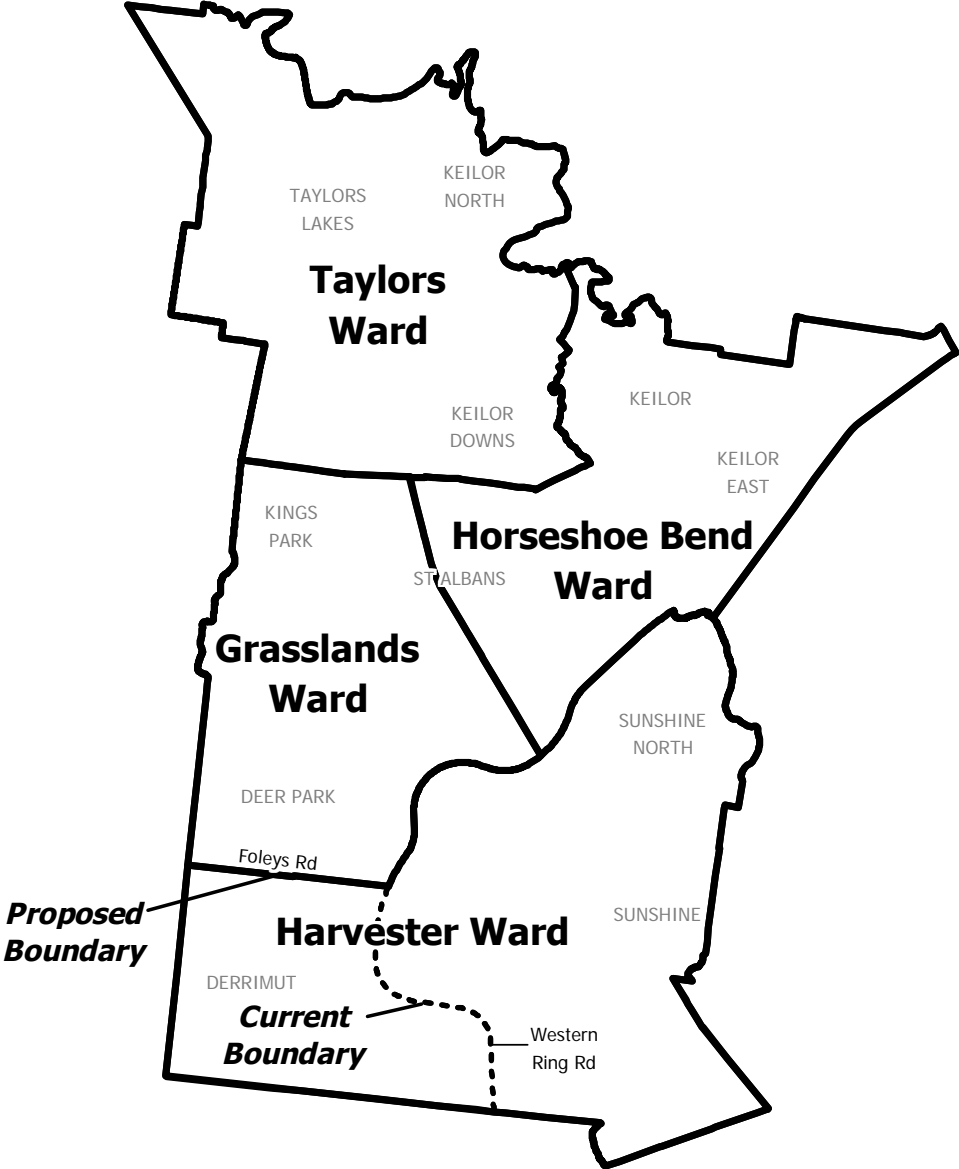 TAYLORS
LAKES
KEILOR
NORTH
Taylors
Ward
KEILOR
DOWNS
KEILOR
KEILOR
EAST
KINGS
PARK
Horseshoe Bend
Ward
ST ALBANS
Grasslands
Ward
SUNSHINE
NORTH
DEER PARK
Foleys Rd
Proposed
Boundary
Harvester Ward
SUNSHINE
DERRIMUT
Current
Boundary
Western
Ring Rd